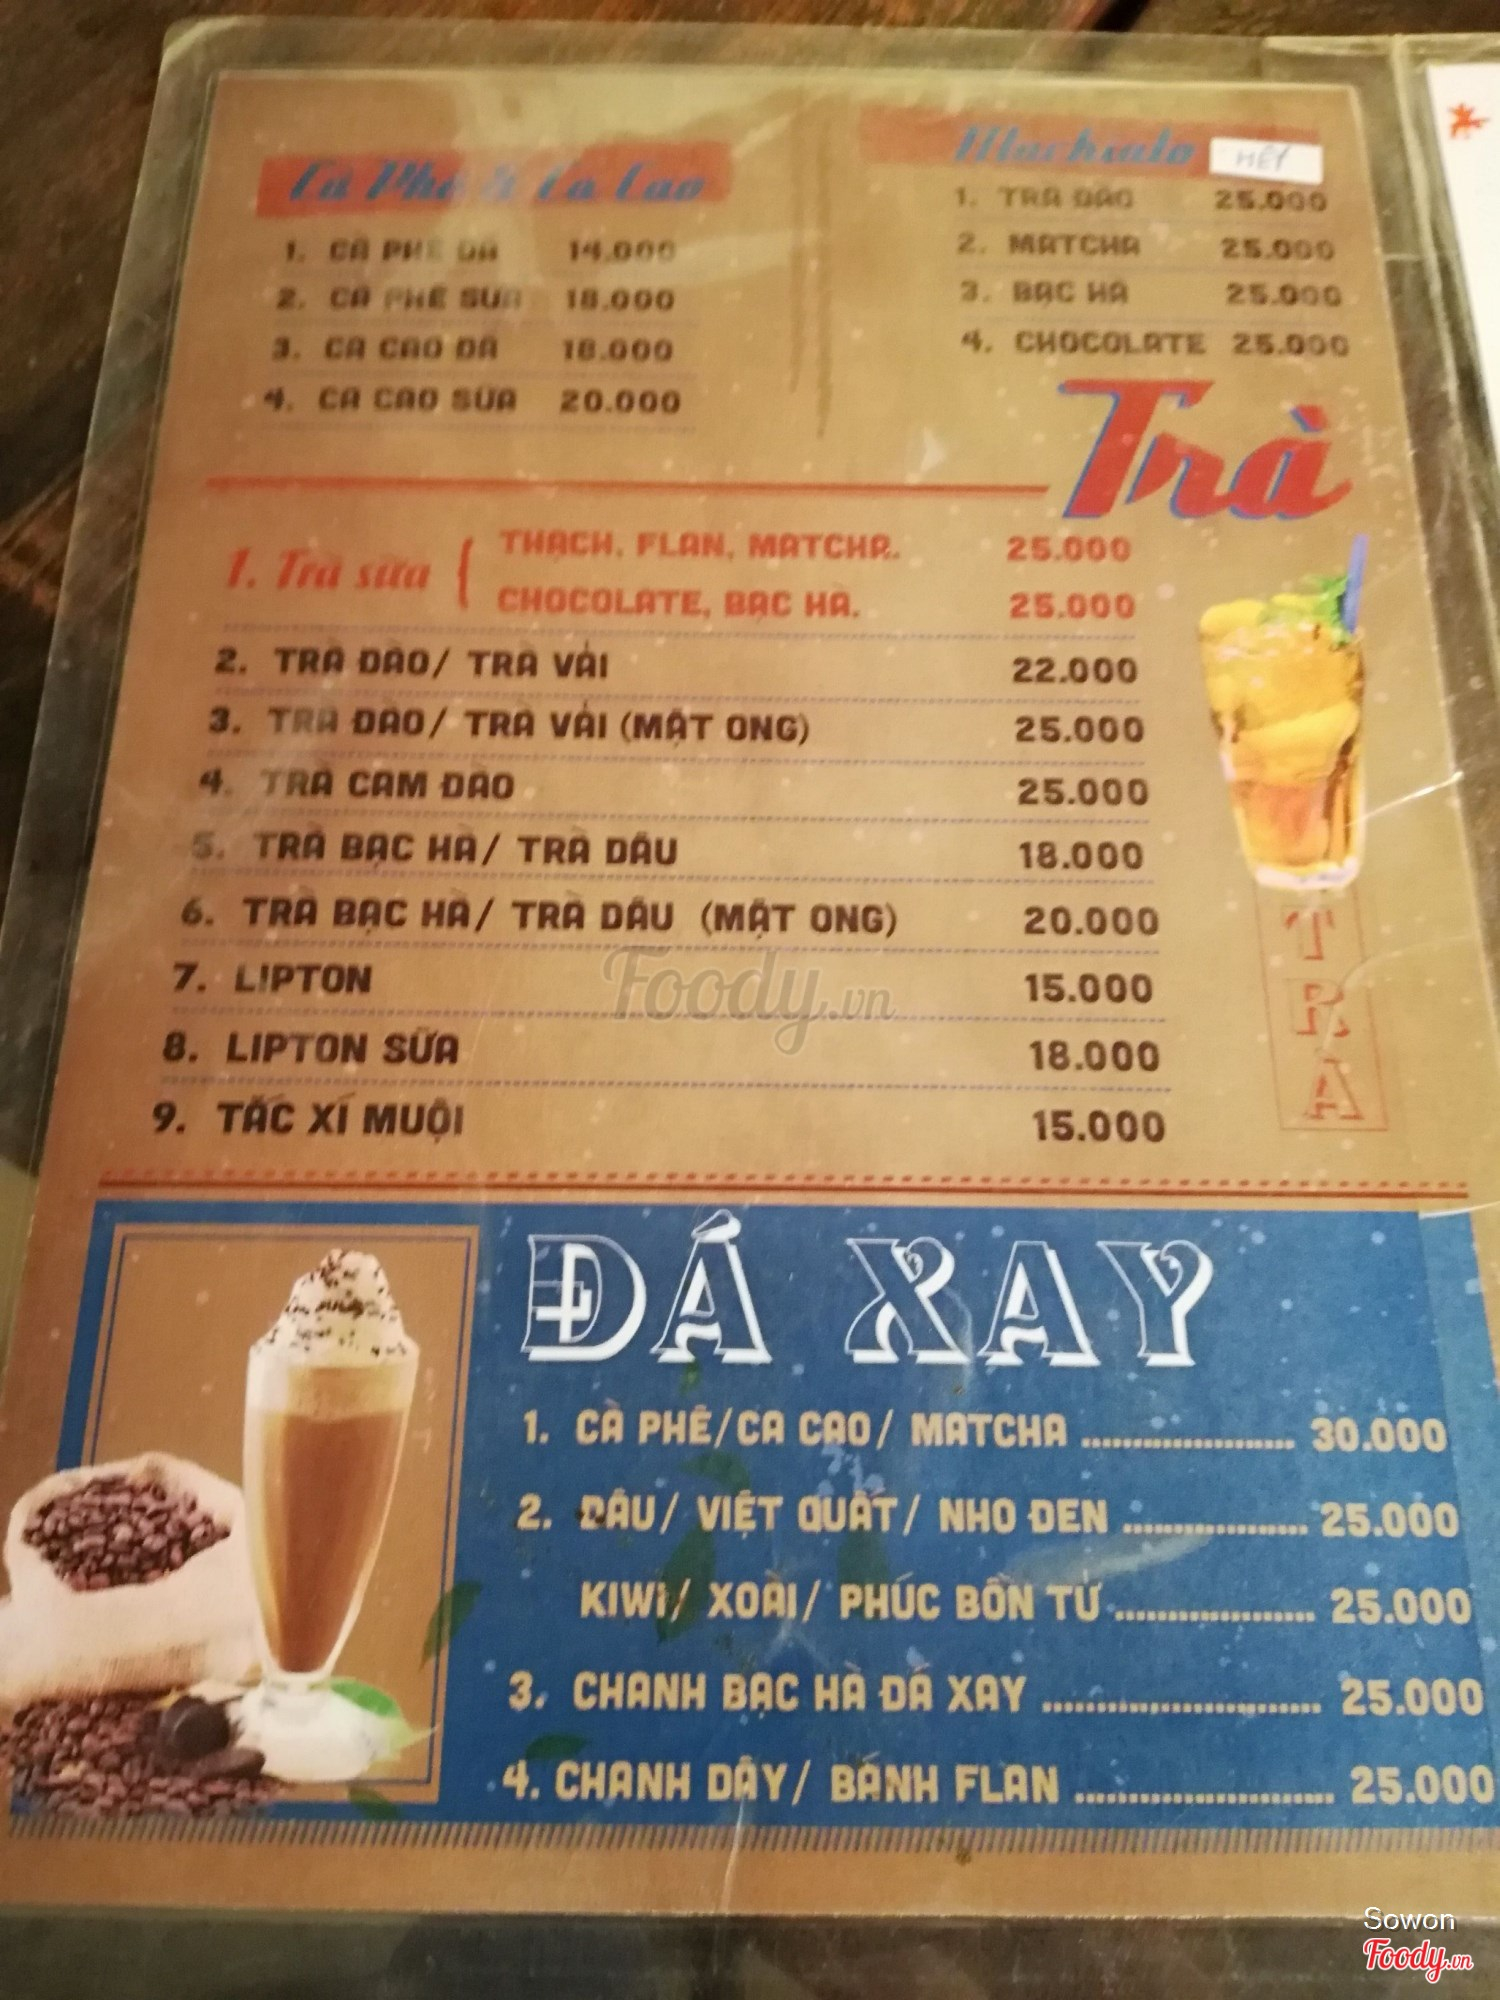 Cà Phê & Ca Cao
1. CÀ PHÊ ĐÁ 14.000
2. CÀ PHÊ SỮA 18.000
3. CA CAO ĐÁ 18.000
4. CA CAO SỮA 20.000
Machiato HẾT
1. TRÀ ĐÀO 25.000
2. MATCHA 25.000
3. BẠC HÀ 25.000
4. CHOCOLATE 25.000
Trà
1. Trà sữa { THẠCH, FLAN, MATCHA. 25.000
CHOCOLATE, BẠC HÀ. 25.000
2. TRÀ ĐÀO/ TRÀ VẢI 22.000
3. TRÀ ĐÀO/ TRÀ VẢI (MẬT ONG) 25.000
4. TRÀ CAM ĐÀO 25.000
5. TRÀ BẠC HÀ/ TRÀ DÂU 18.000
6. TRÀ BẠC HÀ/ TRÀ DÂU (MẬT ONG) 20.000
7. LIPTON 15.000
8. LIPTON SỮA 18.000
9. TẮC XÍ MUỘI 15.000
TRÀ
Foody.vn
ĐÁ XAY
1. CÀ PHÊ/CA CAO/ MATCHA ..................... 30.000
2. DÂU/ VIỆT QUẤT/ NHO ĐEN .................. 25.000
KIWI/ XOÀI/ PHÚC BỒN TỬ .................... 25.000
3. CHANH BẠC HÀ ĐÁ XAY ............................ 25.000
4. CHANH DÂY/ BÁNH FLAN .......................... 25.000
Sowon
Foody.vn